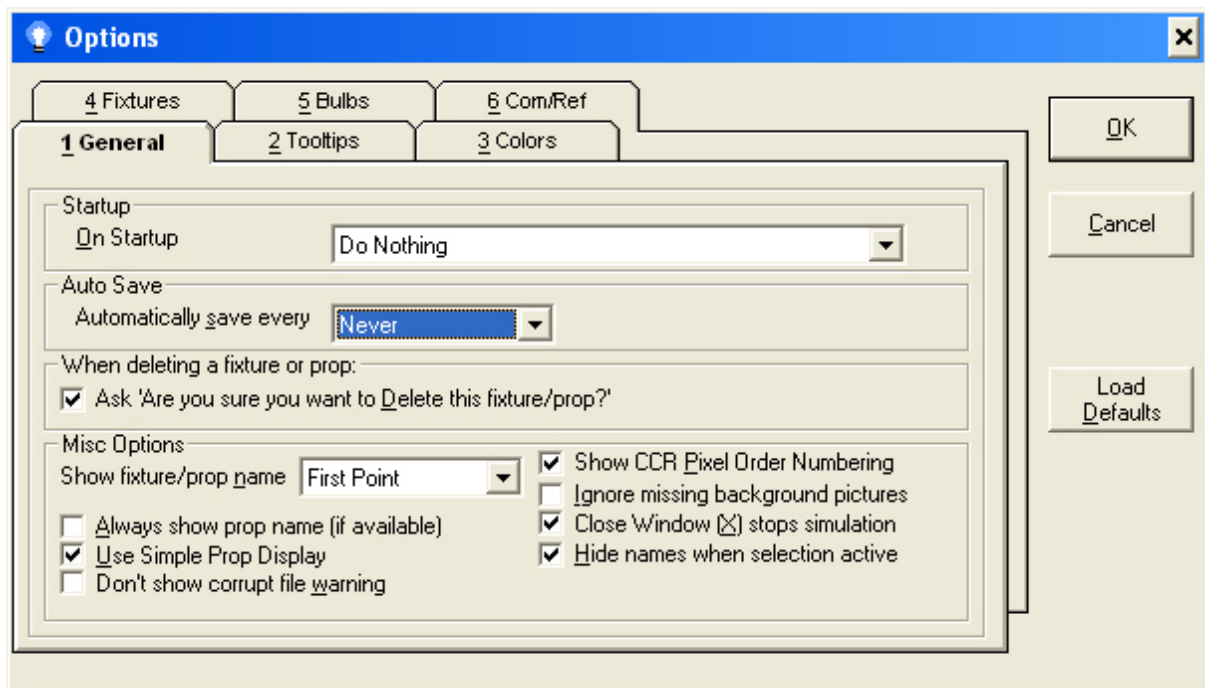 Options
4 Fixtures
5 Bulbs
6 Com/Ref
1 General
2 Tooltips
3 Colors
OK
Cancel
Load
Defaults
Startup
On Startup
Do Nothing
Auto Save
Automatically save every
Never
When deleting a fixture or prop:
Ask 'Are you sure you want to Delete this fixture/prop?'
Misc Options
Show fixture/prop name
First Point
Always show prop name (if available)
Use Simple Prop Display
Don't show corrupt file warning
Show CCR Pixel Order Numbering
Ignore missing background pictures
Close Window (X) stops simulation
Hide names when selection active